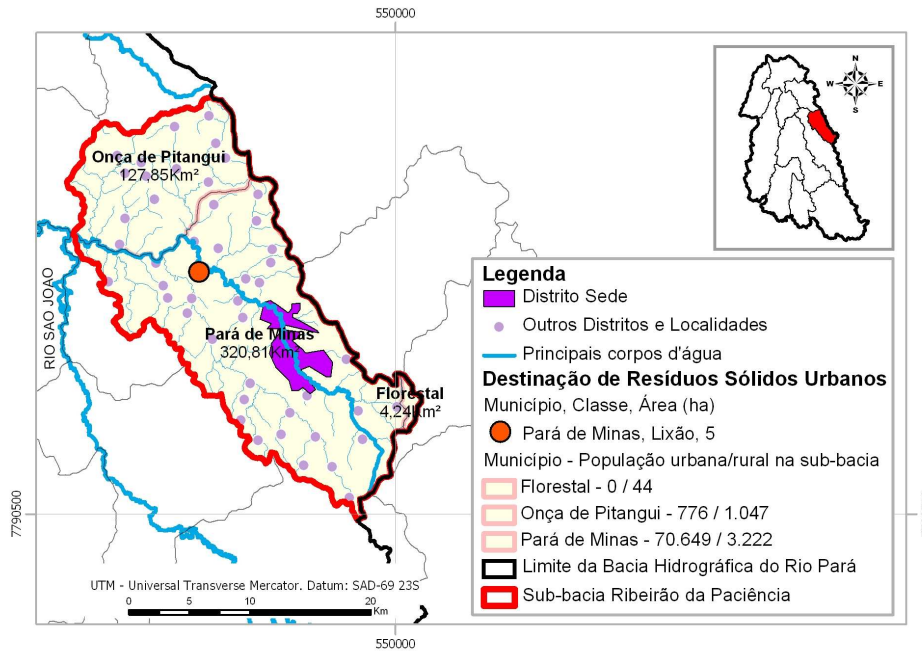 550000
N
W E
S
Onça de Pitangui
127,85Km²
RIO SAO JOAO
Pará de Minas
320,81Km²
Florestal
4,24Km²
7790500
Legenda
Distrito Sede
Outros Distritos e Localidades
Principais corpos d'água
Destinação de Resíduos Sólidos Urbanos
Município, Classe, Área (ha)
Pará de Minas, Lixão, 5
Município - População urbana/rural na sub-bacia
Florestal - 0 / 44
Onça de Pitangui - 776 / 1.047
Pará de Minas - 70.649 / 3.222
Limite da Bacia Hidrográfica do Rio Pará
Sub-bacia Ribeirão da Paciência
UTM - Universal Transverse Mercator. Datum: SAD-69 23S
0 5 10 20
Km
550000